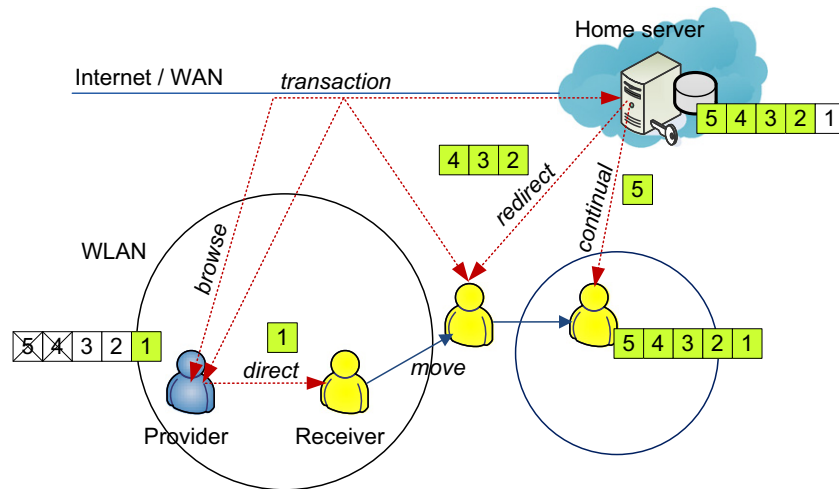 Home server
Internet / WAN
transaction
5 4 3 2 1
4 3 2
redirect
continual
5
browse
WLAN
1
5 4 3 2 1
5 4 3 2 1
direct
move
Provider
Receiver